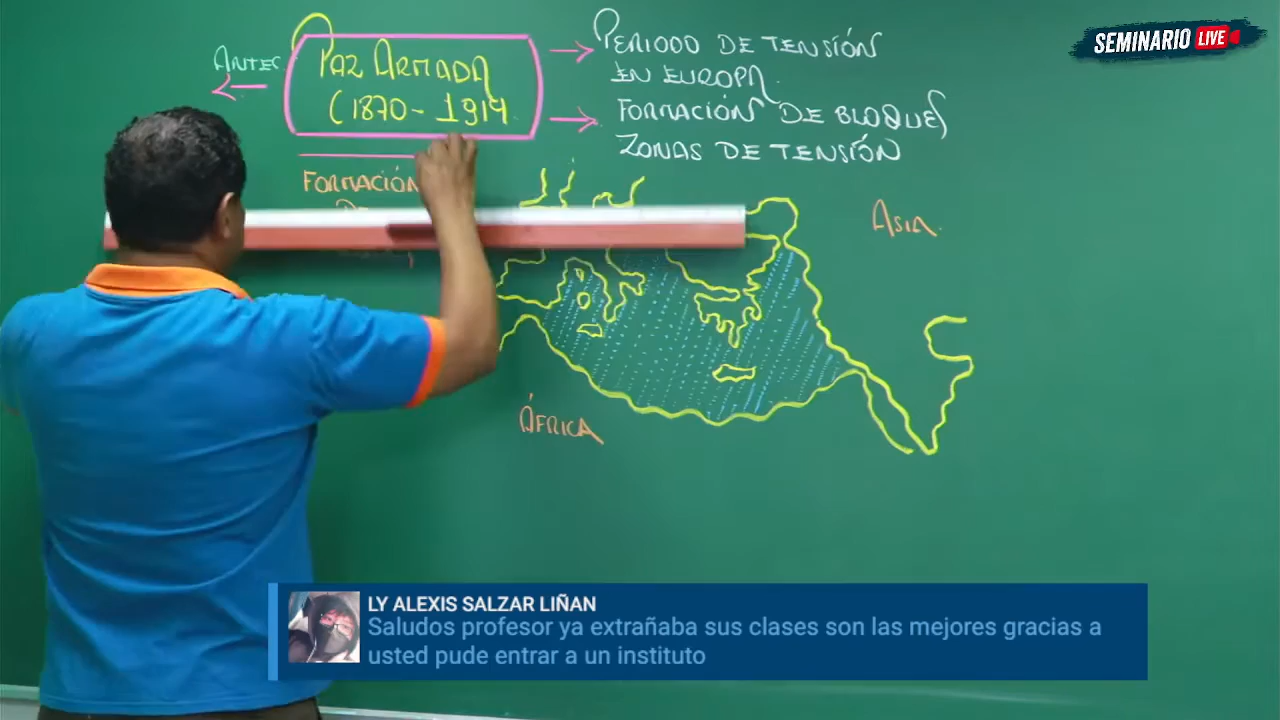 SEMINARIO LIVE
ANTEC
PAZ ARMADA
(1870-1914
PERIODO DE TENSIÓN
EN EUROPA.
FORMACIÓN DE BLOQUES
ZONAS DE TENSIÓN
FORMACIÓN
ASIA.
ÁFRICA
LY ALEXIS SALZAR LIÑAN
Saludos profesor ya extrañaba sus clases son las mejores gracias a
usted pude entrar a un instituto